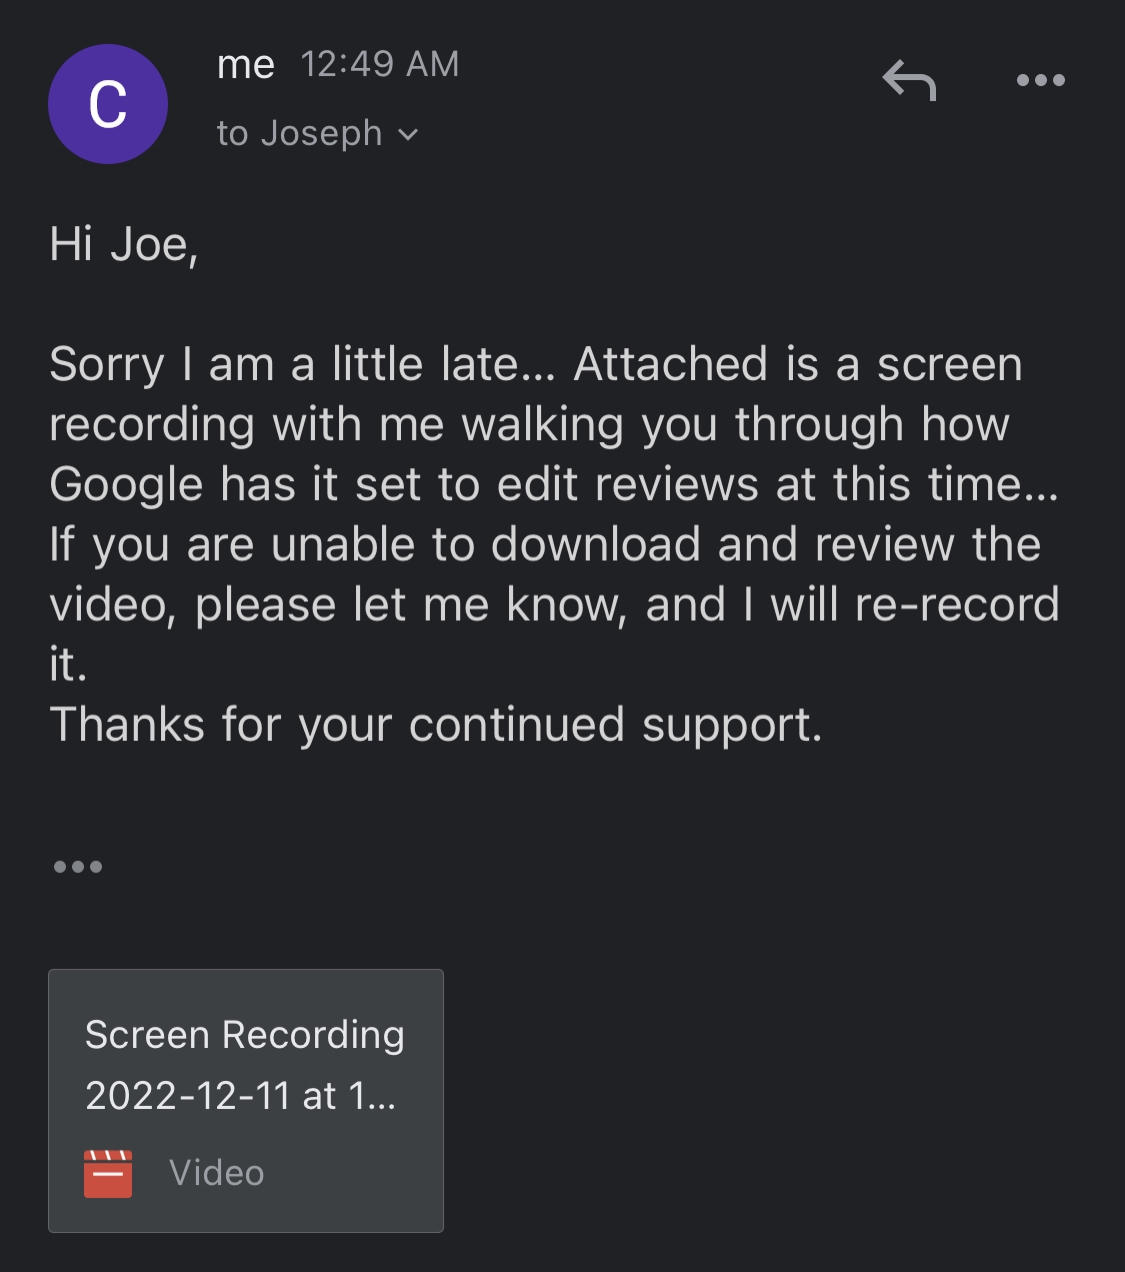 C
me 12:49 AM
to Joseph
Hi Joe,
Sorry I am a little late... Attached is a screen
recording with me walking you through how
Google has it set to edit reviews at this time...
If you are unable to download and review the
video, please let me know, and I will re-record
it.
Thanks for your continued support.
Screen Recording
2022-12-11 at 1...
Video